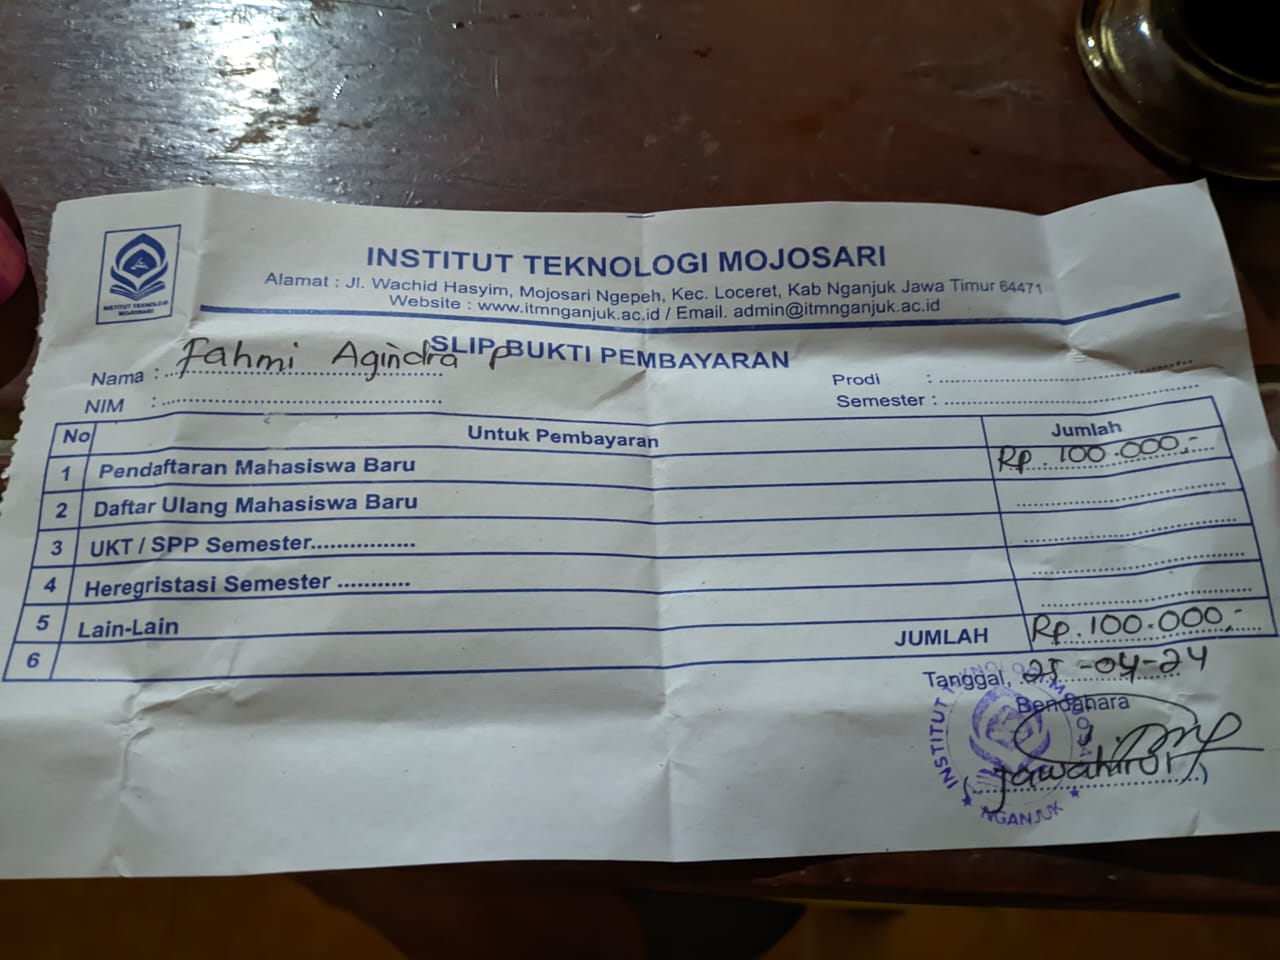 INSTITUT TEKNOLOGI MOJOSARI
Alamat : Jl. Wachid Hasyim, Mojosari Ngepeh, Kec. Loceret, Kab Nganjuk Jawa Timur 64471
Website : www.itmnganjuk.ac.id / Email. admin@itmnganjuk.ac.id
INSTITUT TEKNOLOGI
MOJOSARI
SLIP BUKTI PEMBAYARAN
Nama : Fahmi Agindra P
NIM :
Prodi :
Semester :
No Untuk Pembayaran Jumlah
1 Pendaftaran Mahasiswa Baru Rp. 100.000,-
2 Daftar Ulang Mahasiswa Baru
3 UKT / SPP Semester................
4 Heregristasi Semester ...........
5 Lain-Lain
6 JUMLAH Rp. 100.000,-
Tanggal, 25-04-24
Bendahara
INSTITUT TEKNOLOGI MOJOSARI
★ NGANJUK ★
(Jawahirul)